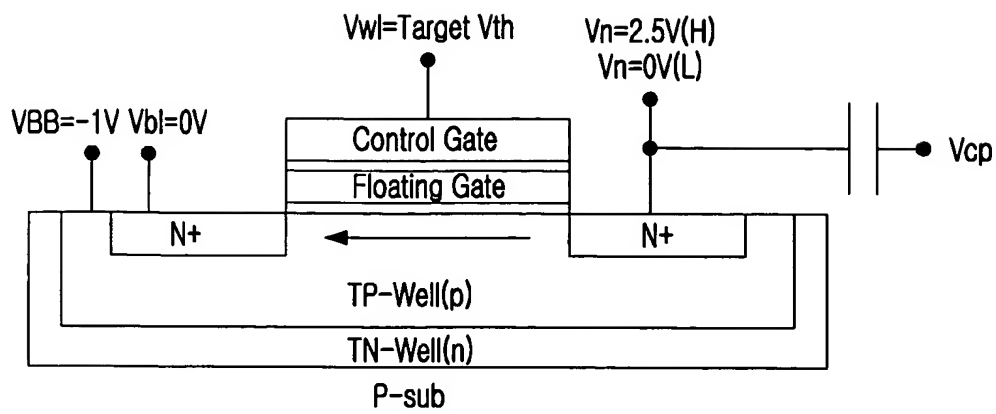 Vwl=Target Vth
Vn=2.5V(H)
Vn=0V(L)
VBB=-1V Vbl=0V
Control Gate
Vcp
Floating Gate
N+
N+
TP-Well(p)
TN-Well(n)
P-sub